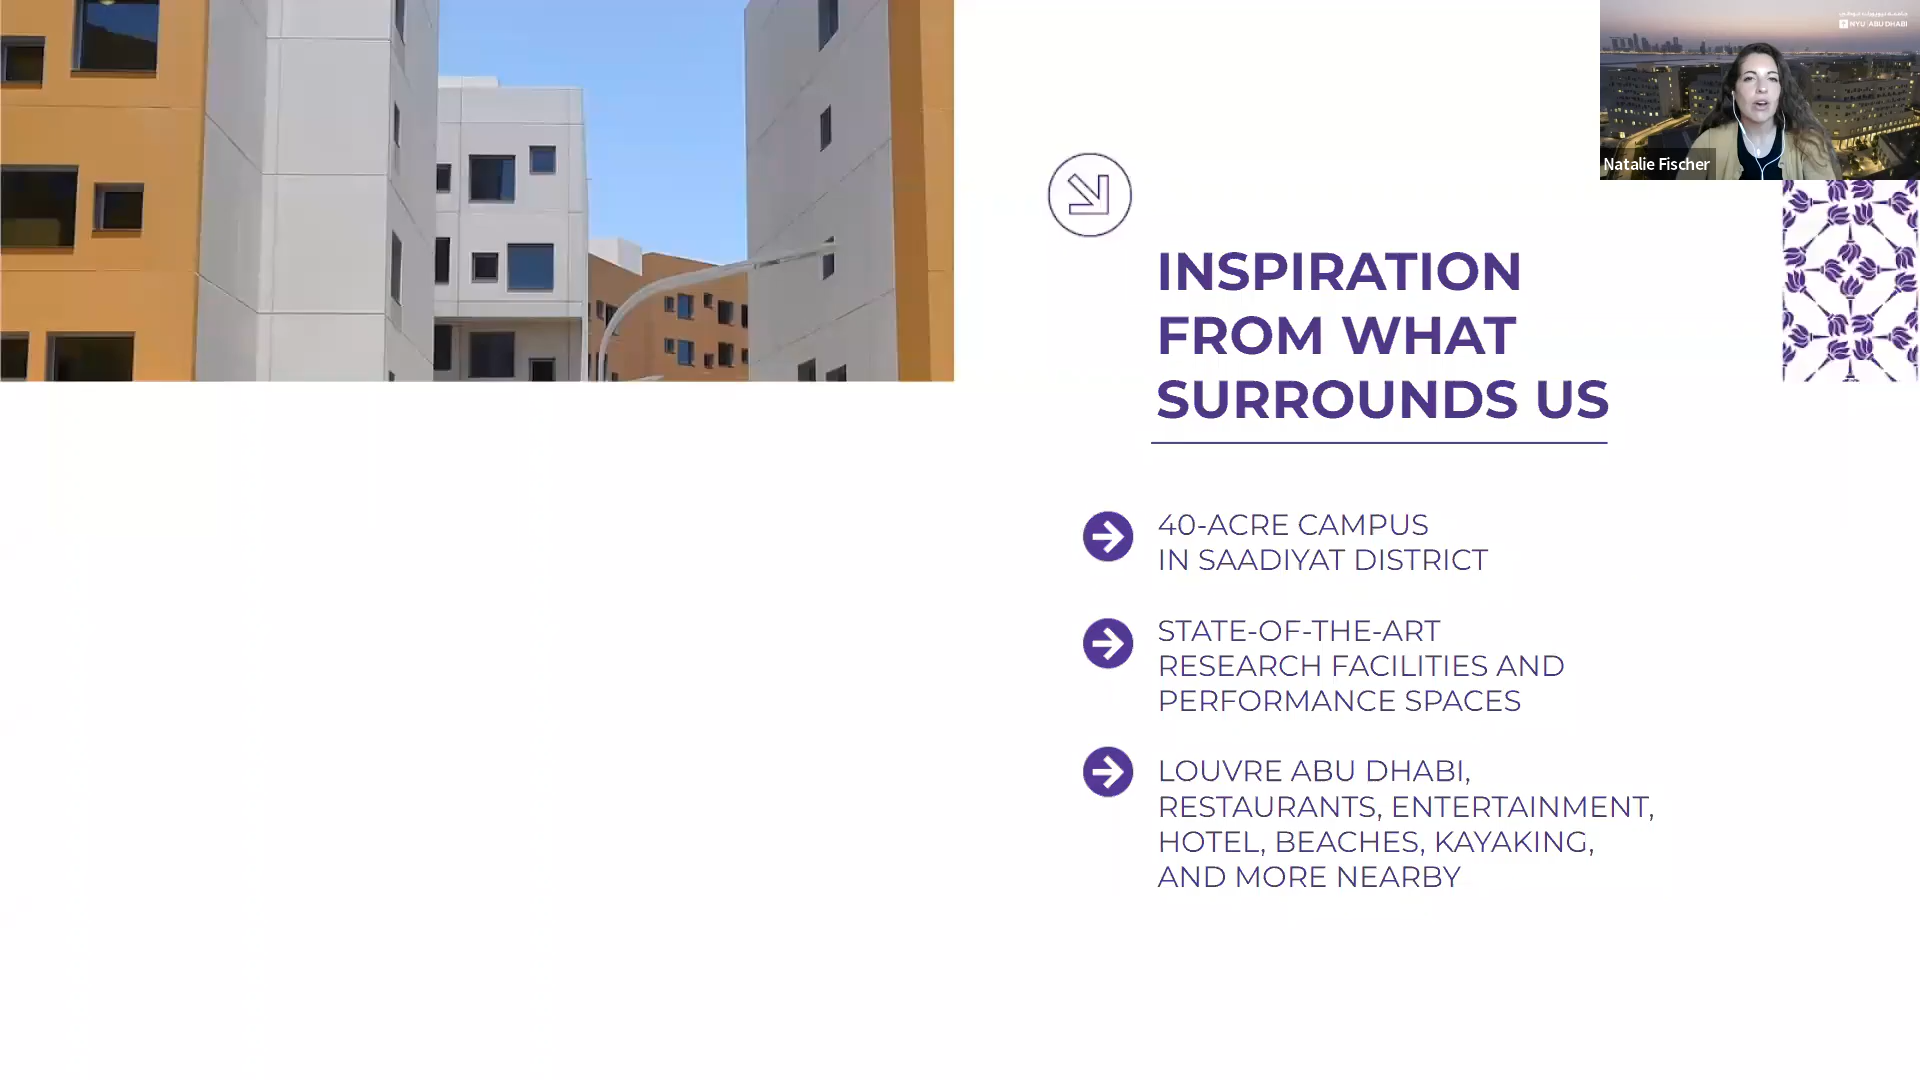 NYU ABU DHABI
Natalie Fischer
INSPIRATION
FROM WHAT
SURROUNDS US
40-ACRE CAMPUS
IN SAADIYAT DISTRICT
STATE-OF-THE-ART
RESEARCH FACILITIES AND
PERFORMANCE SPACES
LOUVRE ABU DHABI,
RESTAURANTS, ENTERTAINMENT,
HOTEL, BEACHES, KAYAKING,
AND MORE NEARBY